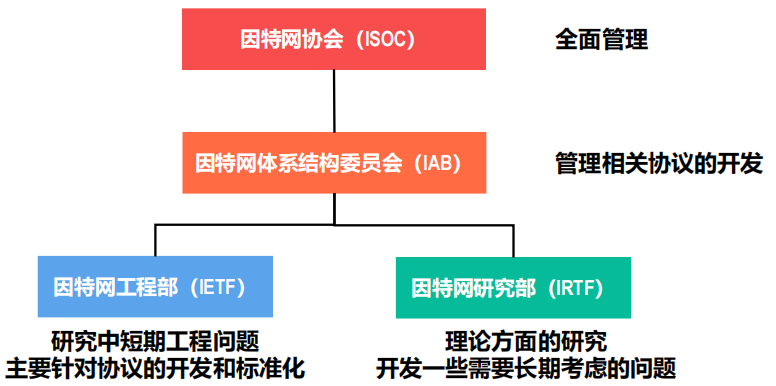 因特网协会（ISOC）
全面管理
因特网体系结构委员会（IAB）
管理相关协议的开发
因特网工程部（IETF）
因特网研究部（IRTF）
研究中短期工程问题
主要针对协议的开发和标准化
理论方面的研究
开发一些需要长期考虑的问题